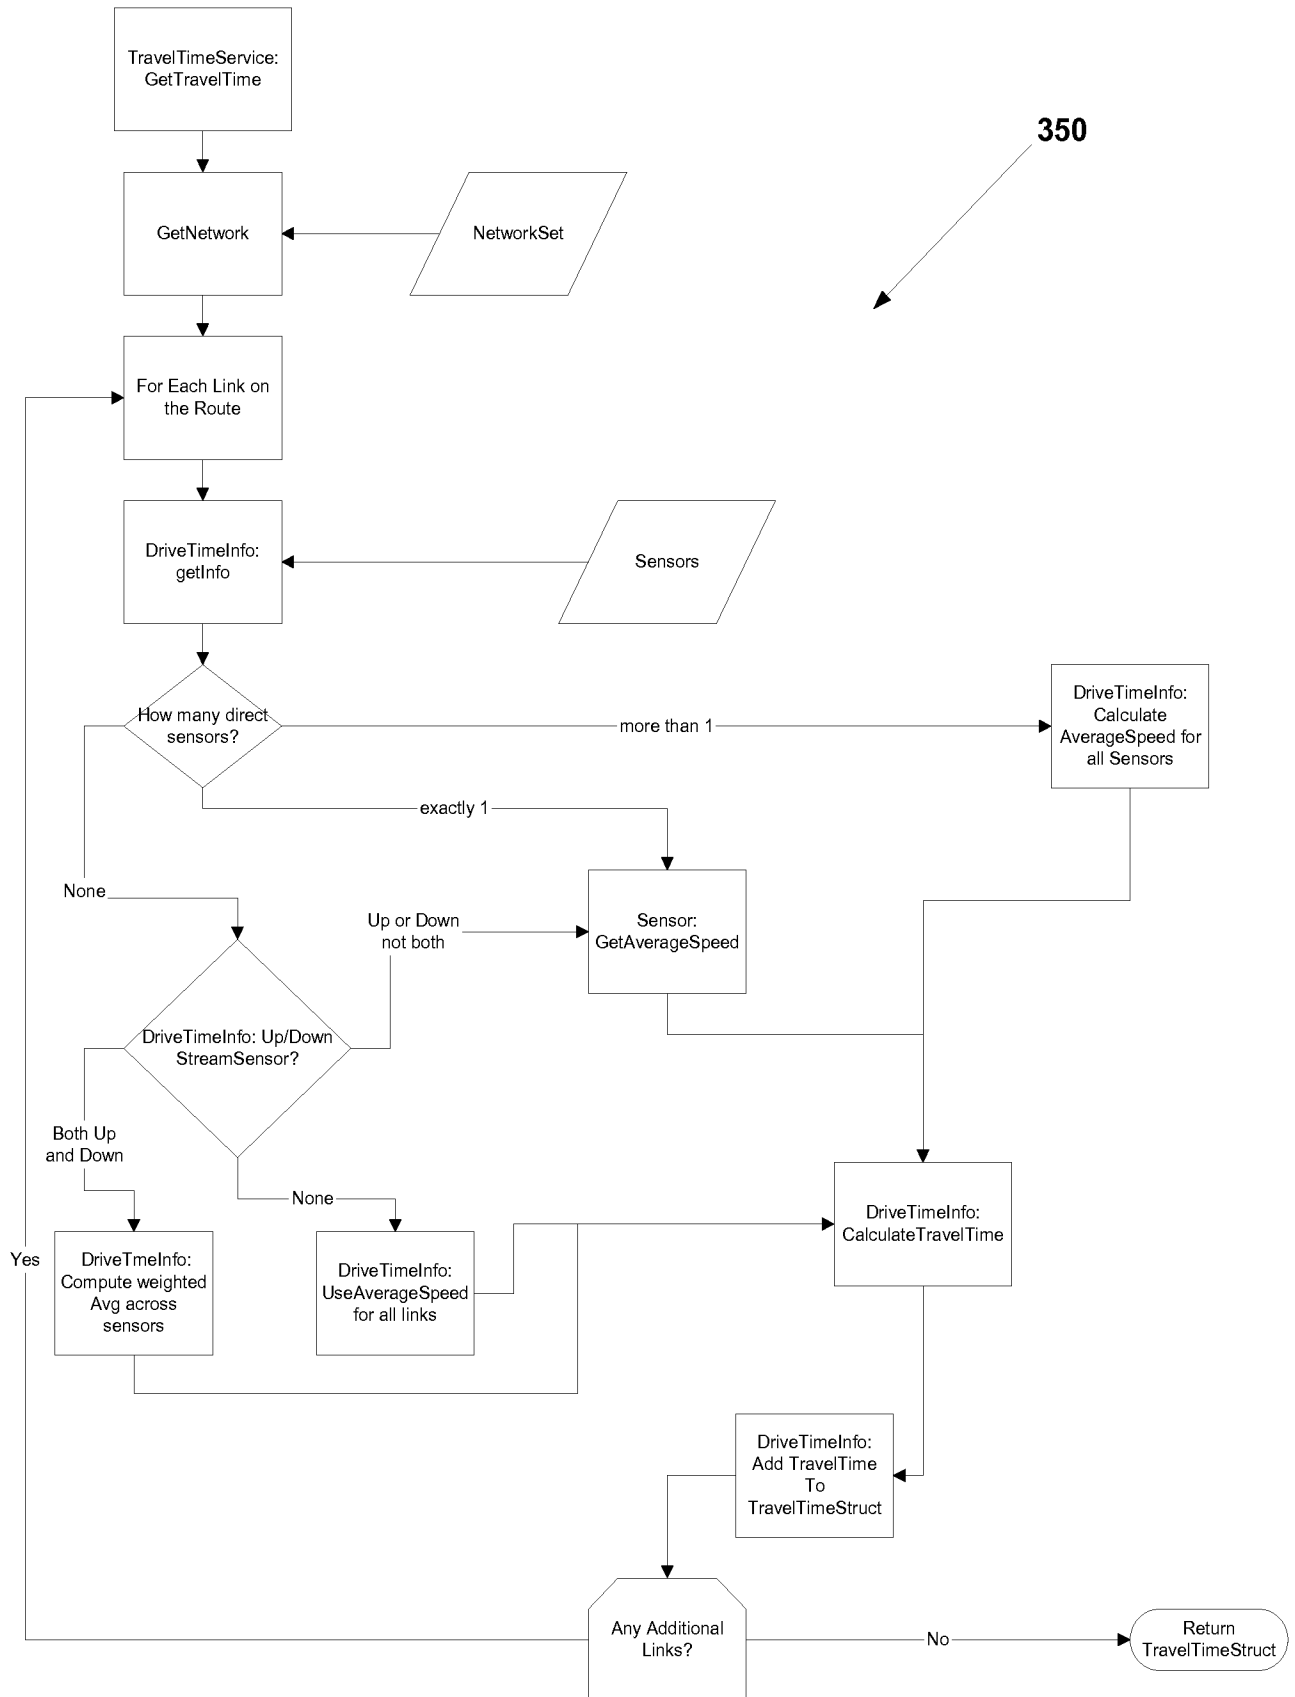 TravelTimeService:
GetTravelTime
350
GetNetwork
NetworkSet
For Each Link on
the Route
DriveTimeInfo:
getInfo
Sensors
How many direct
sensors?
more than 1
DriveTimeInfo:
Calculate
AverageSpeed for
all Sensors
exactly 1
None
Up or Down
not both
Sensor:
GetAverageSpeed
DriveTimeInfo: Up/Down
StreamSensor?
Both Up
and Down
None
DriveTimeInfo:
CalculateTravelTime
Yes
DriveTmeInfo:
Compute weighted
Avg across
sensors
DriveTimeInfo:
UseAverageSpeed
for all links
DriveTimeInfo:
Add TravelTime
To
TravelTimeStruct
Any Additional
Links?
No
Return
TravelTimeStruct